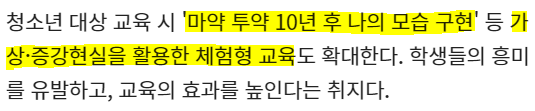 청소년 대상 교육 시 '마약 투약 10년 후 나의 모습 구현' 등 가
상·증강현실을 활용한 체험형 교육도 확대한다. 학생들의 흥미
를 유발하고, 교육의 효과를 높인다는 취지다.